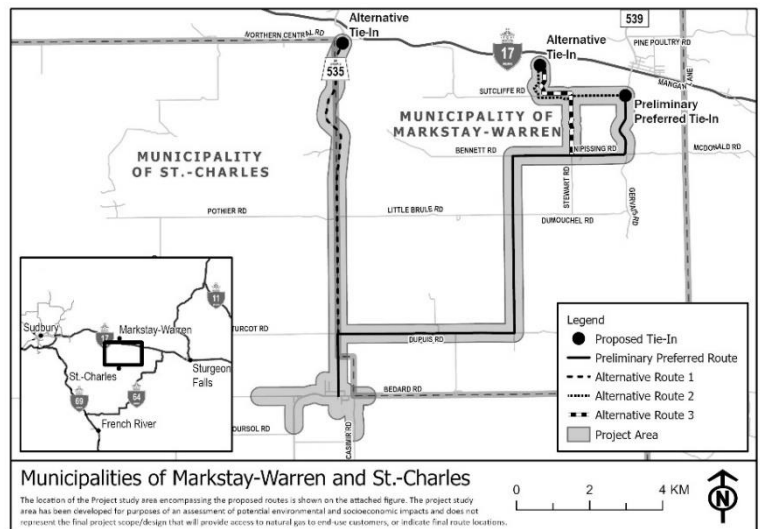 Alternative
Tie-In
539
NORTHERN CENTRAL RD
535
17
Alternative
Tie-In
PINE POULTRY RD
SUTCLIFFE RD
Preliminary
Preferred Tie-In
MUNICIPALITY OF
MARKSTAY-WARREN
MUNICIPALITY
OF ST.-CHARLES
BENNETT RD
NIPISSING RD
MCDONALD RD
STEWART RD
POTHIER RD
LITTLE BRULE RD
DUMOUCHEL RD
11
Sudbury
17
Markstay-Warren
St.-Charles
Sturgeon
Falls
69
64
French River
TURCOT RD
DUPUIS RD
BEDARD RD
DURSOL RD
CASIMIR RD
Legend
Proposed Tie-In
Preliminary Preferred Route
Alternative Route 1
Alternative Route 2
Alternative Route 3
Project Area
Municipalities of Markstay-Warren and St.-Charles
The location of the Project study area encompassing the proposed routes is shown on the attached figure. The project study
area has been developed for purposes of an assessment of potential environmental and socioeconomic impacts and does not
represent the final project scope/design that will provide access to natural gas to end-use customers, or indicate final route locations.
0 2 4 KM
N